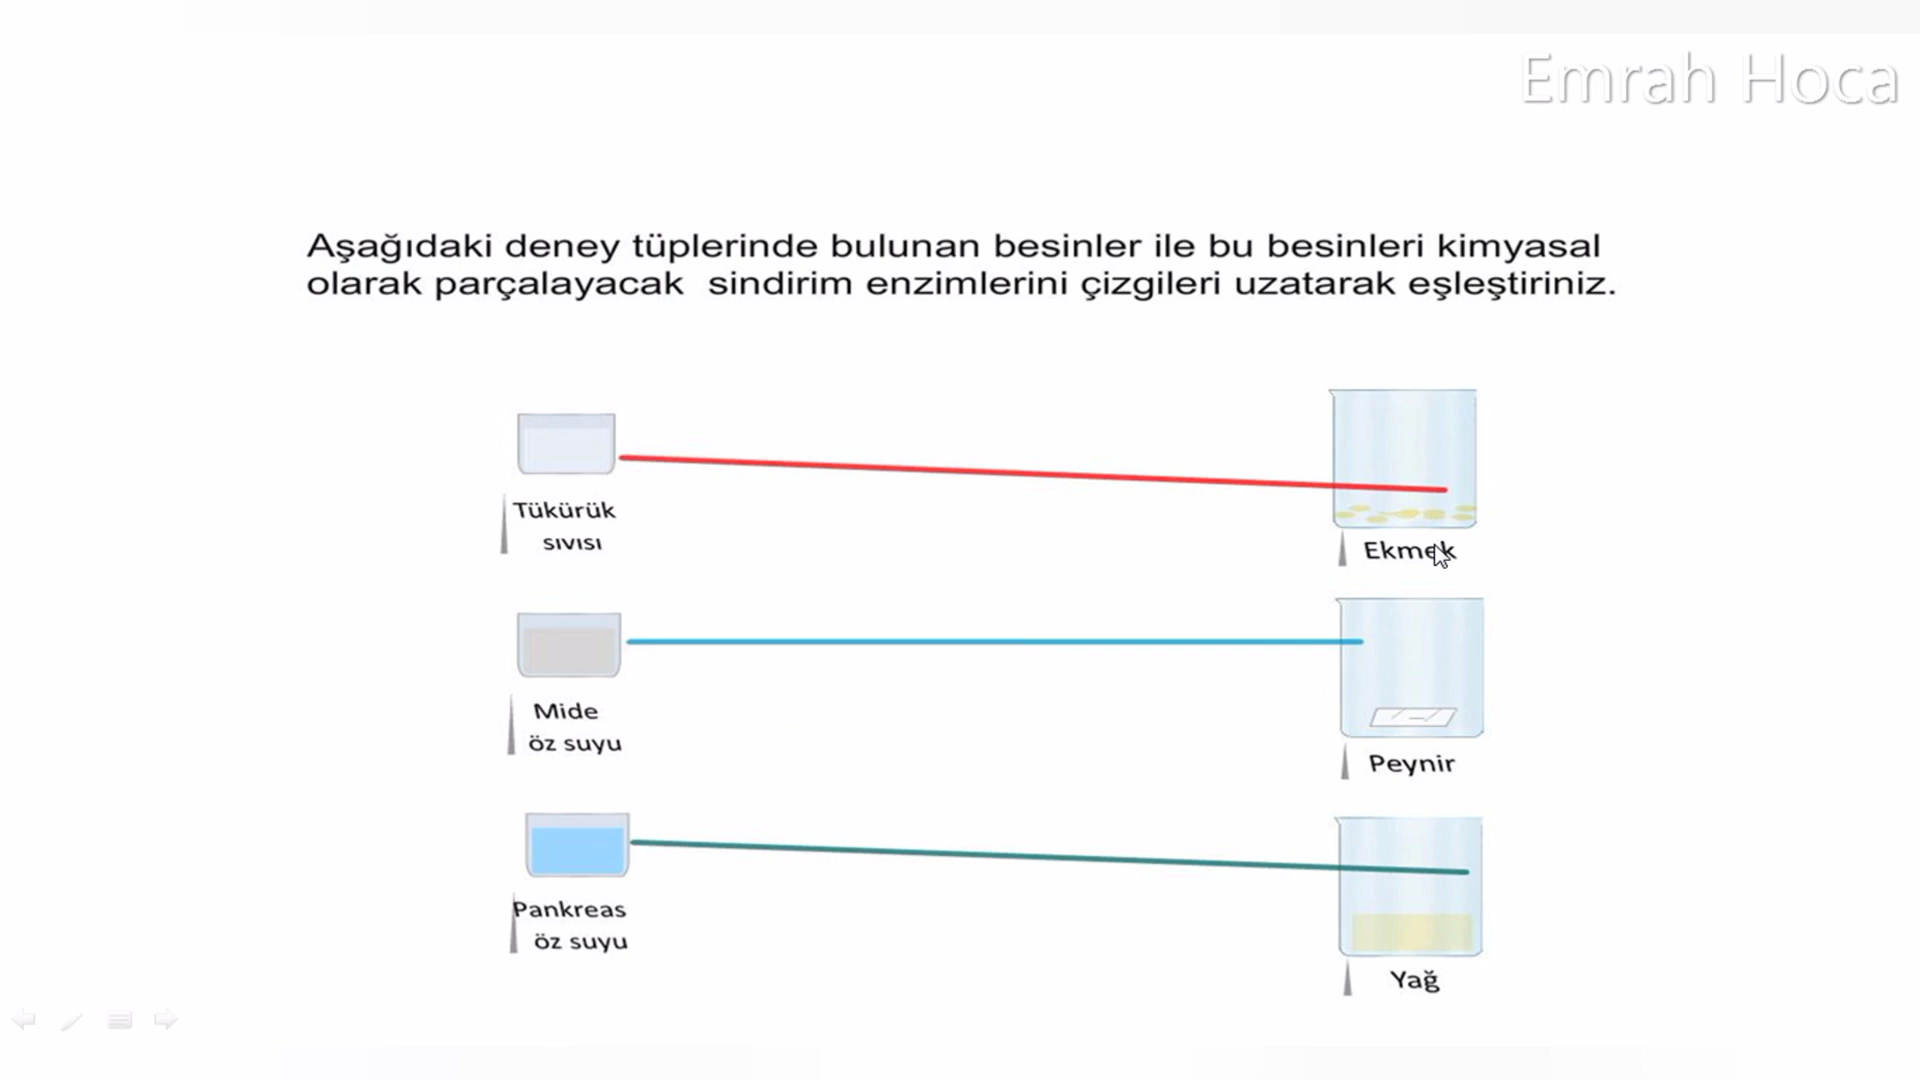 Emrah Hoca
Aşağıdaki deney tüplerinde bulunan besinler ile bu besinleri kimyasal
olarak parçalayacak sindirim enzimlerini çizgileri uzatarak eşleştiriniz.
Tükürük
sıvısı
Ekmek
Mide
öz suyu
Peynir
Pankreas
öz suyu
Yağ